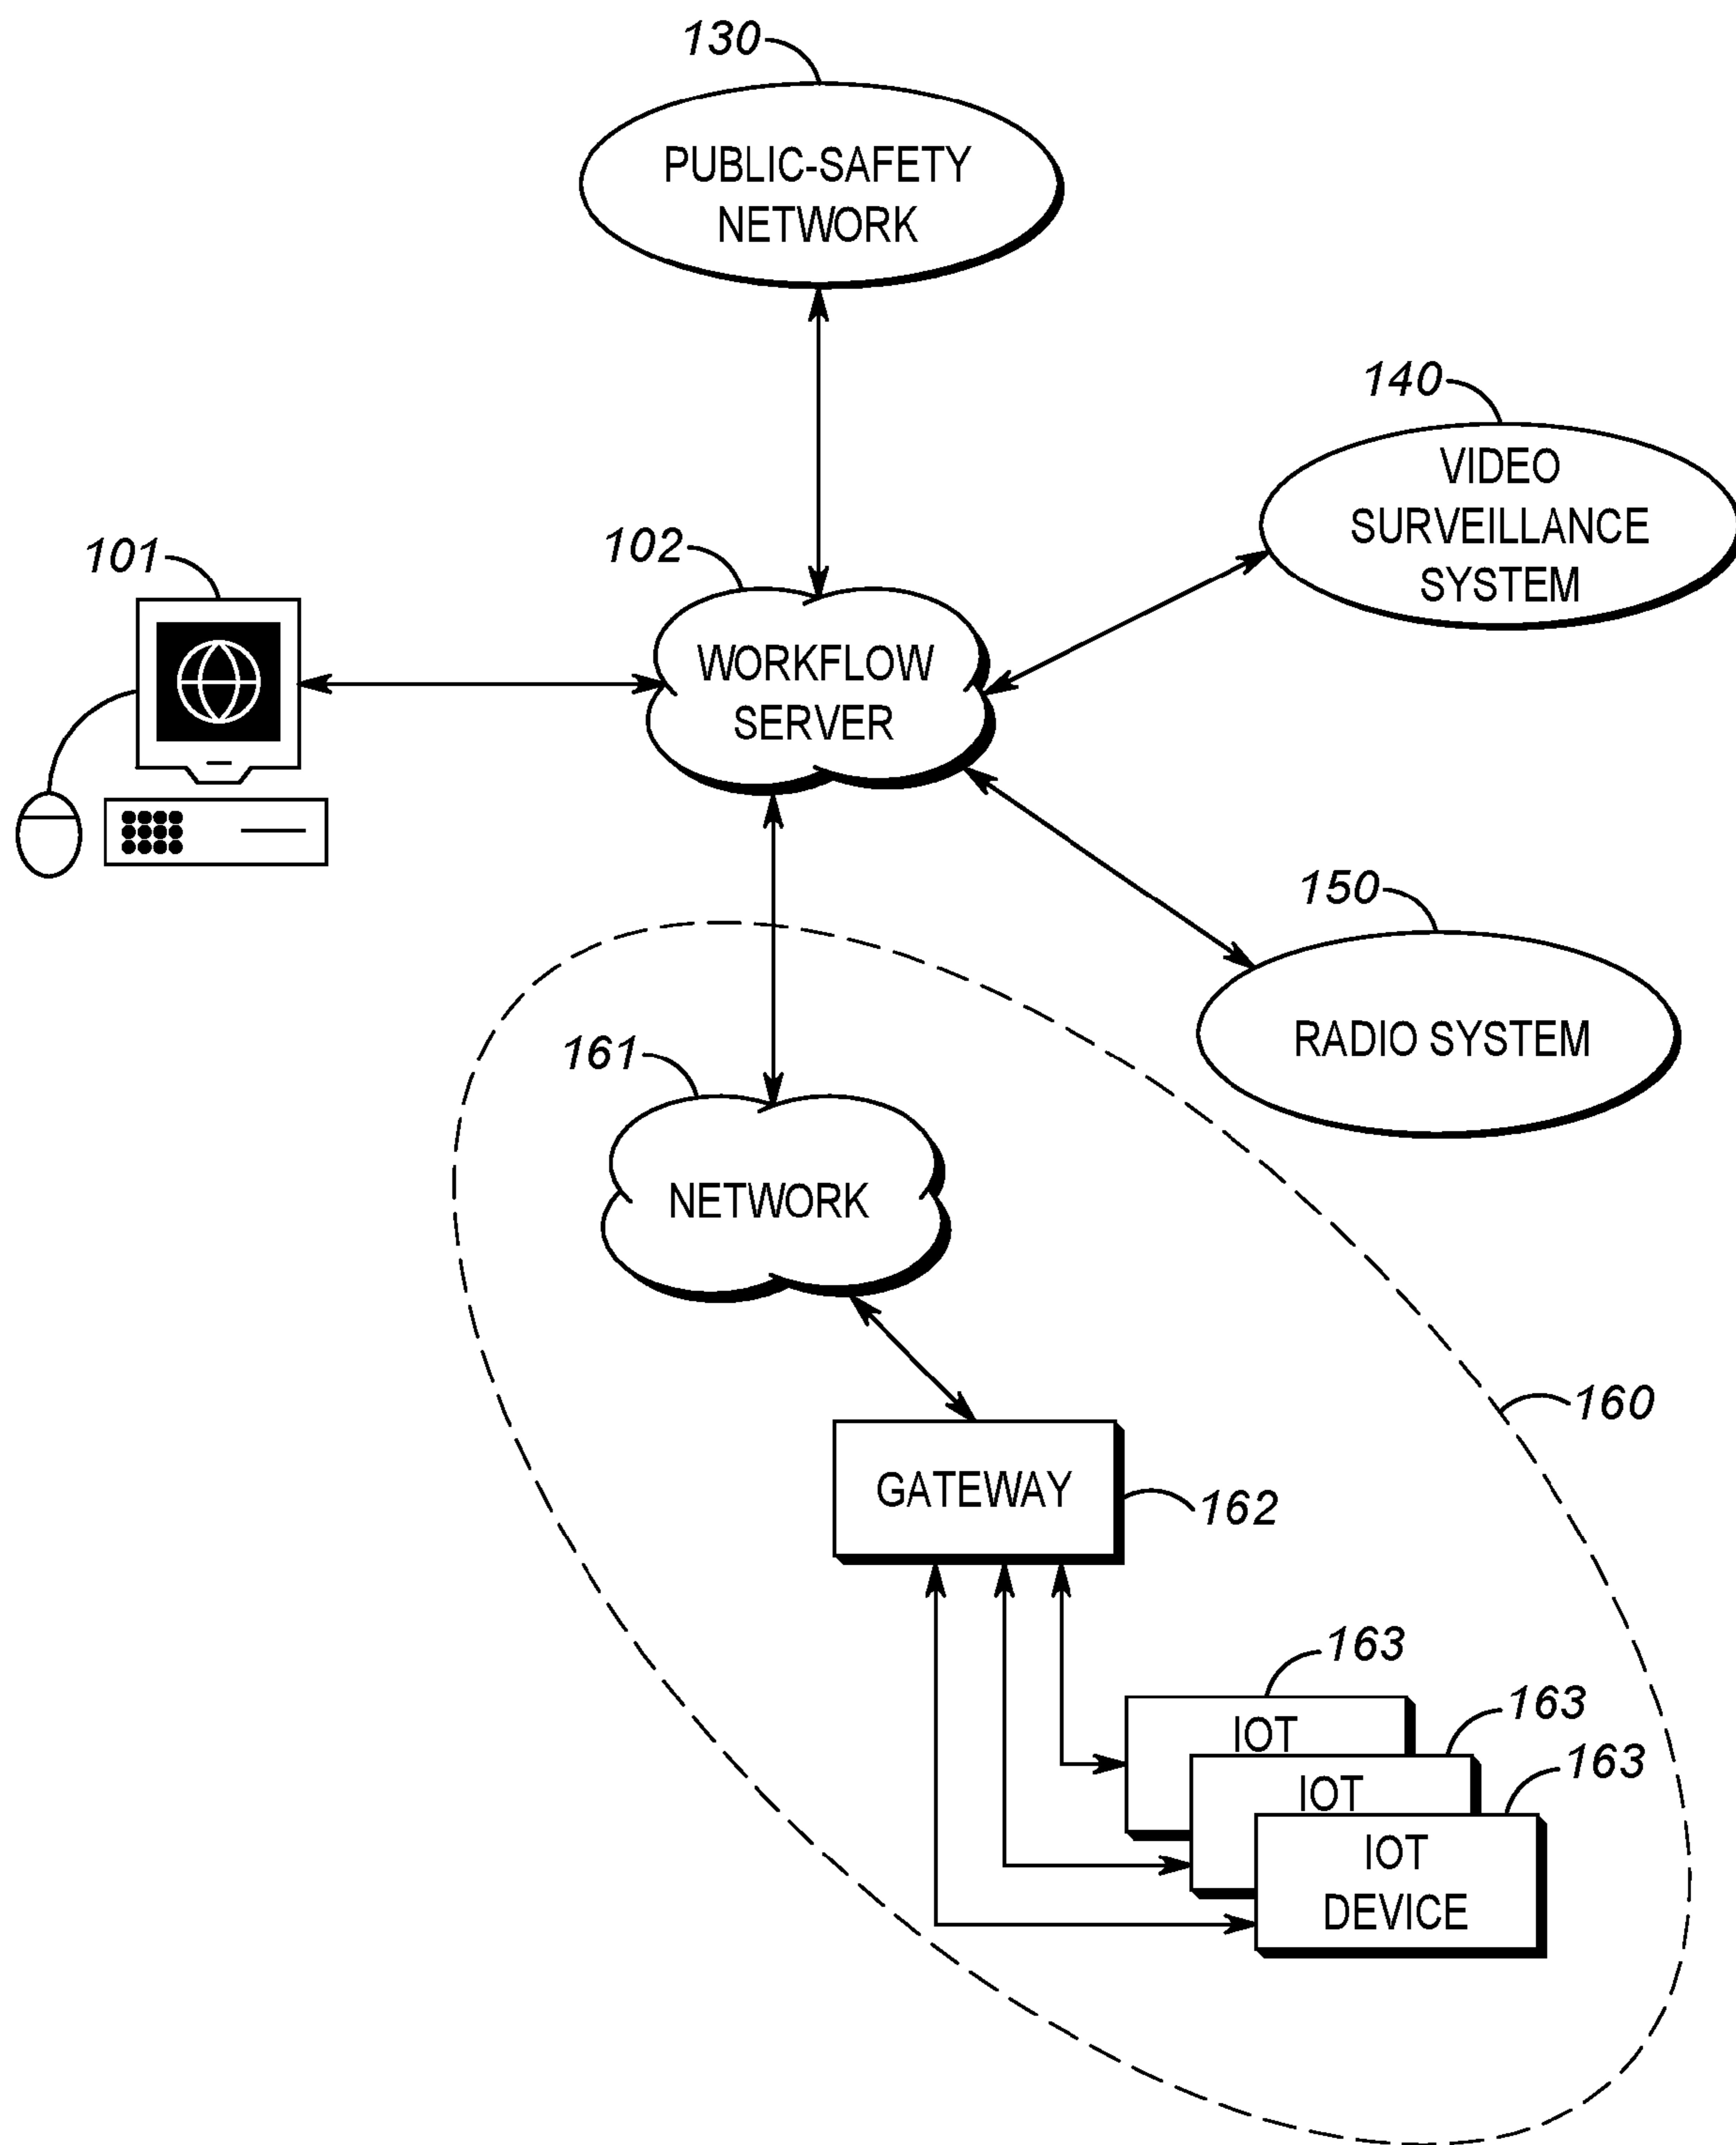 130
PUBLIC-SAFETY
NETWORK
140
VIDEO
SURVEILLANCE
SYSTEM
101
102
WORKFLOW
SERVER
150
RADIO SYSTEM
161
NETWORK
160
GATEWAY
162
163
IOT
163
IOT
163
IOT
DEVICE